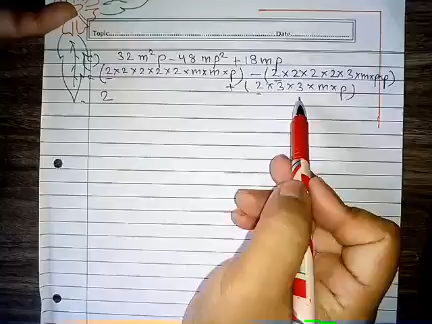 Topic Date
32 m²p - 48 mp² + 18 mp
(2×2×2×2×2×m×m×p) - (2×2×2×2×3×m×p×p)
+ (2×3×3×m×p)
2